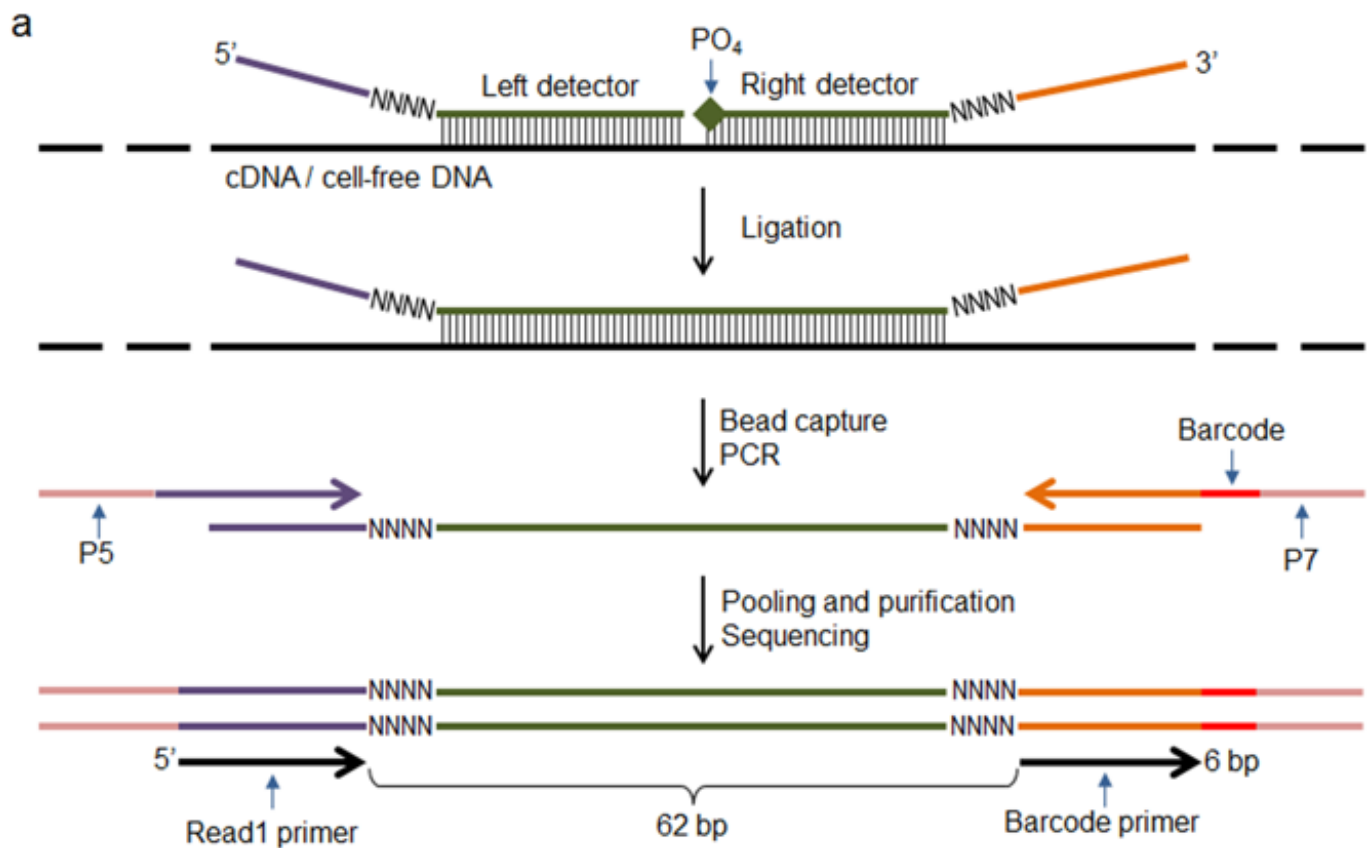 a
5’
PO4
3’
Left detector
Right detector
NNNN
NNNN
cDNA / cell-free DNA
Ligation
NNNN
NNNN
Bead capture
PCR
Barcode
NNNN
NNNN
P5
P7
Pooling and purification
Sequencing
NNNN
NNNN
NNNN
NNNN
5’
6 bp
Read1 primer
62 bp
Barcode primer